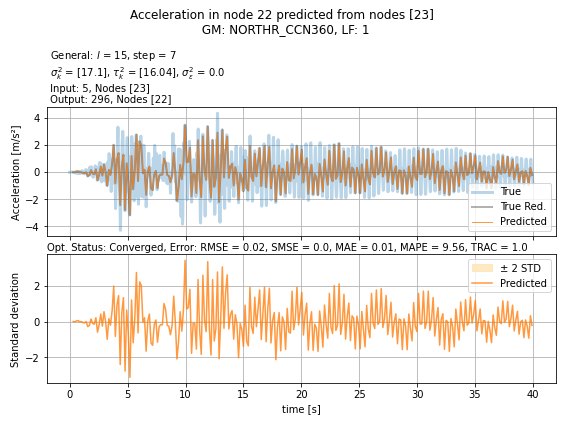 Acceleration in node 22 predicted from nodes [23]
GM: NORTHR_CCN360, LF: 1
General: l = 15, step = 7
σ²ₖ = [17.1], τ²ₖ = [16.04], σ²ε = 0.0
Input: 5, Nodes [23]
Output: 296, Nodes [22]
Acceleration [m/s²]
4
2
0
−2
−4
True
True Red.
Predicted
Opt. Status: Converged, Error: RMSE = 0.02, SMSE = 0.0, MAE = 0.01, MAPE = 9.56, TRAC = 1.0
Standard deviation
2
0
−2
± 2 STD
Predicted
0 5 10 15 20 25 30 35 40
time [s]